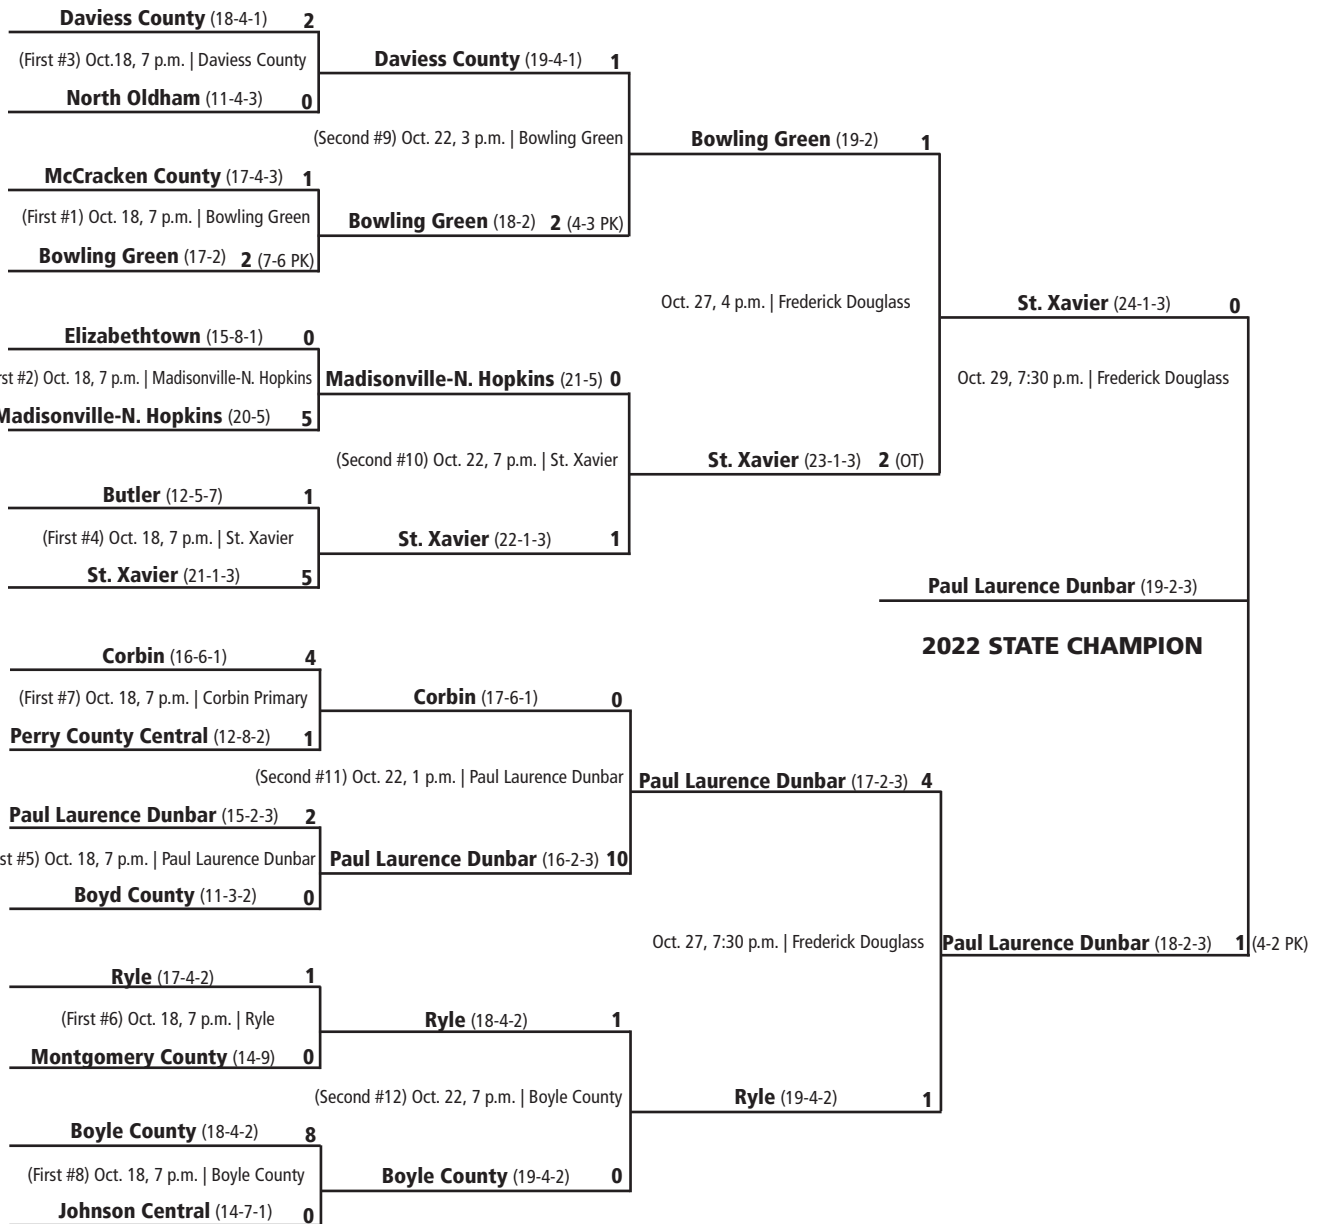 Daviess County (18-4-1) 2
(First #3) Oct.18, 7 p.m. | Daviess County
North Oldham (11-4-3) 0
Daviess County (19-4-1) 1
(Second #9) Oct. 22, 3 p.m. | Bowling Green
McCracken County (17-4-3) 1
(First #1) Oct. 18, 7 p.m. | Bowling Green
Bowling Green (17-2) 2 (7-6 PK)
Bowling Green (18-2) 2 (4-3 PK)
Bowling Green (19-2) 1
Oct. 27, 4 p.m. | Frederick Douglass
Elizabethtown (15-8-1) 0
rst #2) Oct. 18, 7 p.m. | Madisonville-N. Hopkins
Madisonville-N. Hopkins (20-5) 5
Madisonville-N. Hopkins (21-5) 0
(Second #10) Oct. 22, 7 p.m. | St. Xavier
Butler (12-5-7) 1
(First #4) Oct. 18, 7 p.m. | St. Xavier
St. Xavier (21-1-3) 5
St. Xavier (22-1-3) 1
St. Xavier (23-1-3) 2 (OT)
St. Xavier (24-1-3) 0
Oct. 29, 7:30 p.m. | Frederick Douglass
Paul Laurence Dunbar (19-2-3)
2022 STATE CHAMPION
Corbin (16-6-1) 4
(First #7) Oct. 18, 7 p.m. | Corbin Primary
Perry County Central (12-8-2) 1
Corbin (17-6-1) 0
(Second #11) Oct. 22, 1 p.m. | Paul Laurence Dunbar
Paul Laurence Dunbar (15-2-3) 2
st #5) Oct. 18, 7 p.m. | Paul Laurence Dunbar
Boyd County (11-3-2) 0
Paul Laurence Dunbar (16-2-3) 10
Paul Laurence Dunbar (17-2-3) 4
Oct. 27, 7:30 p.m. | Frederick Douglass
Paul Laurence Dunbar (18-2-3) 1 (4-2 PK)
Ryle (17-4-2) 1
(First #6) Oct. 18, 7 p.m. | Ryle
Montgomery County (14-9) 0
Ryle (18-4-2) 1
(Second #12) Oct. 22, 7 p.m. | Boyle County
Ryle (19-4-2) 1
Boyle County (18-4-2) 8
(First #8) Oct. 18, 7 p.m. | Boyle County
Johnson Central (14-7-1) 0
Boyle County (19-4-2) 0